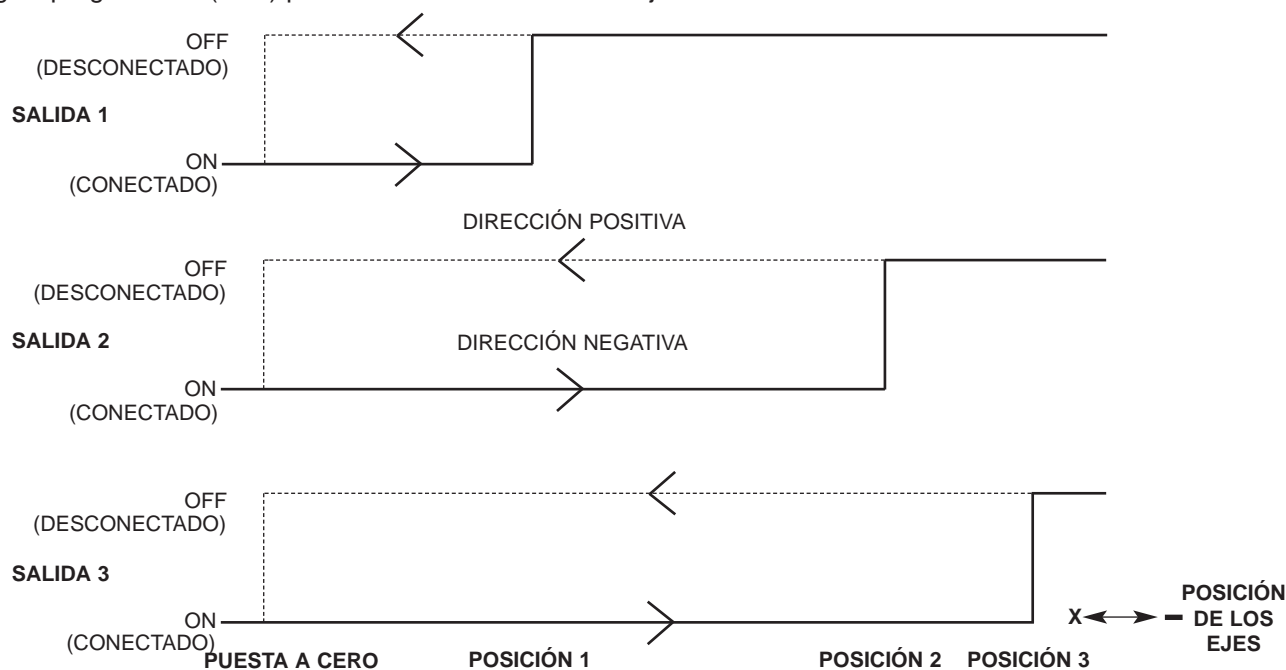 OFF
(DESCONECTADO)
SALIDA 1
ON
(CONECTADO)
DIRECCIÓN POSITIVA
OFF
(DESCONECTADO)
SALIDA 2
DIRECCIÓN NEGATIVA
ON
(CONECTADO)
OFF
(DESCONECTADO)
SALIDA 3
ON
(CONECTADO)
PUESTA A CERO
POSICIÓN 1
POSICIÓN 2
POSICIÓN 3
X
–
POSICIÓN
DE LOS
EJES